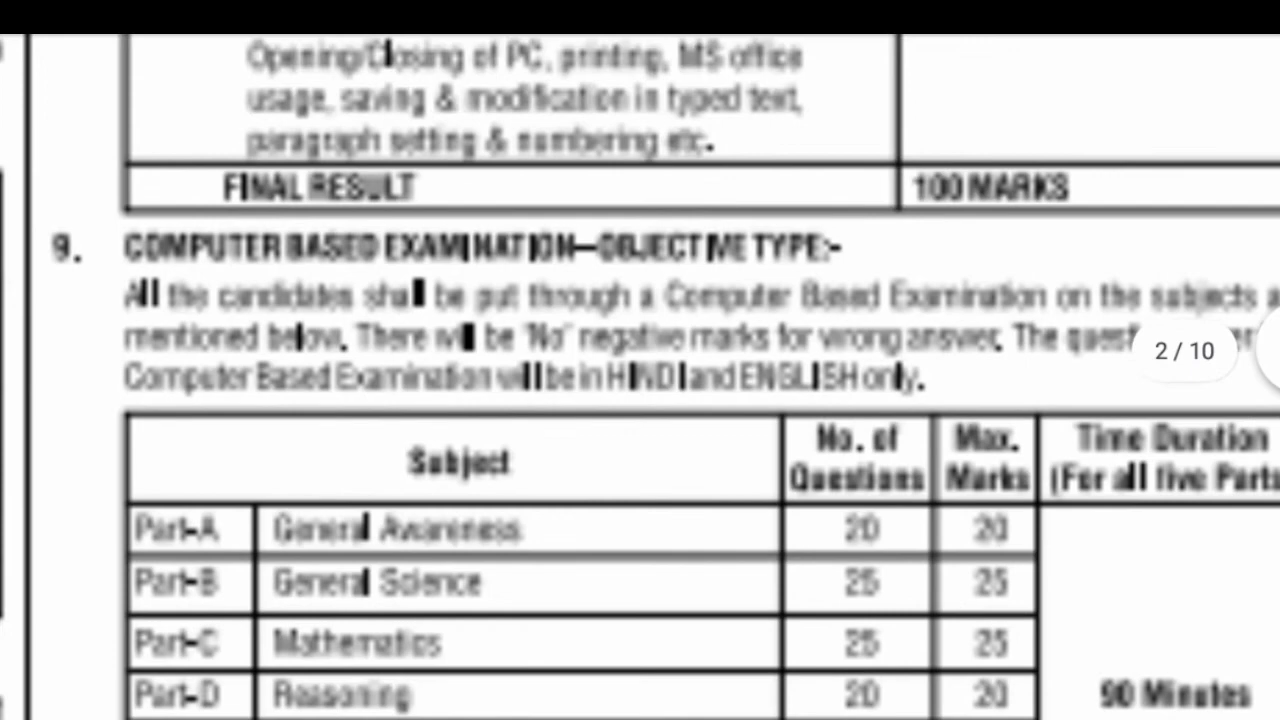 Opening/Closing of PC, printing, MS office
usage, saving & modification in typed text,
paragraph setting & numbering etc.
FINAL RESULT 100 MARKS
9. COMPUTER BASED EXAMINATION–OBJECTIVE TYPE:-
All the candidates shall be put through a Computer Based Examination on the subjects
mentioned below. There will be 'No' negative marks for wrong answer. The
Computer Based Examination will be in HINDI and ENGLISH only.
2 / 10
Subject No. of Questions Max. Marks Time Duration (For all five Parts
Part-A General Awareness 20 20
Part-B General Science 25 25
Part-C Mathematics 25 25
Part-D Reasoning 20 20 90 Minutes